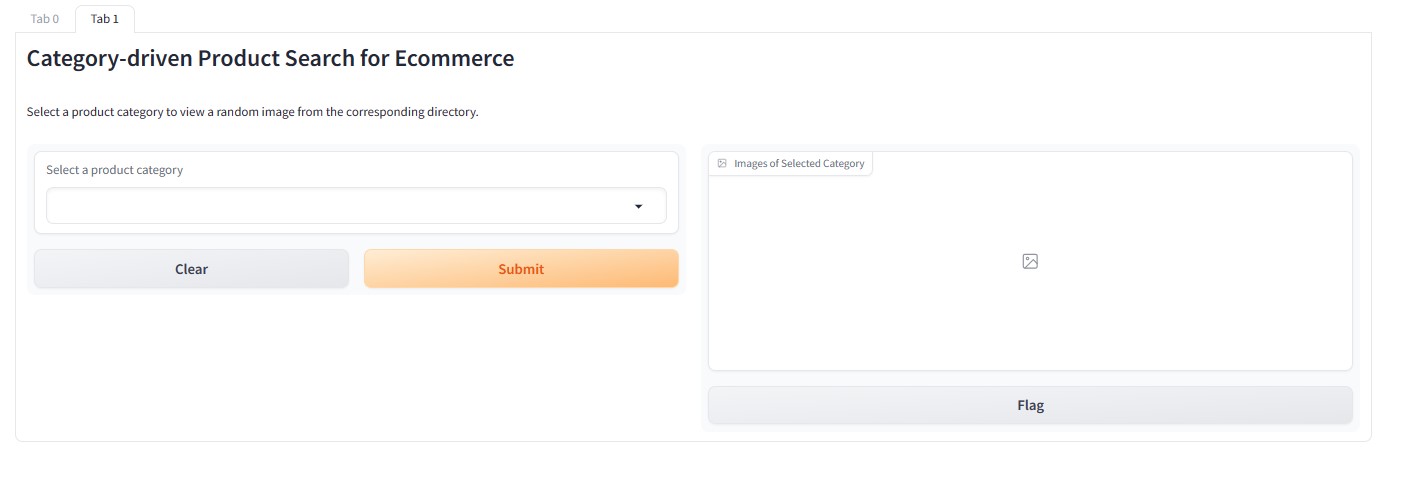 Tab 0
Tab 1
Category-driven Product Search for Ecommerce
Select a product category to view a random image from the corresponding directory.
Select a product category
Clear
Submit
Images of Selected Category
Flag